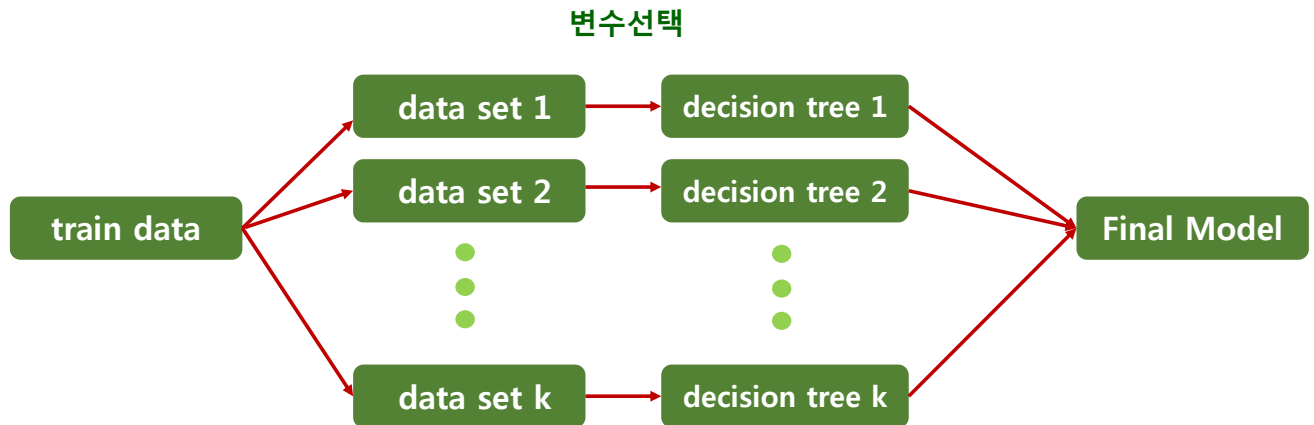 변수선택
data set 1
decision tree 1
data set 2
decision tree 2
train data
Final Model
data set k
decision tree k